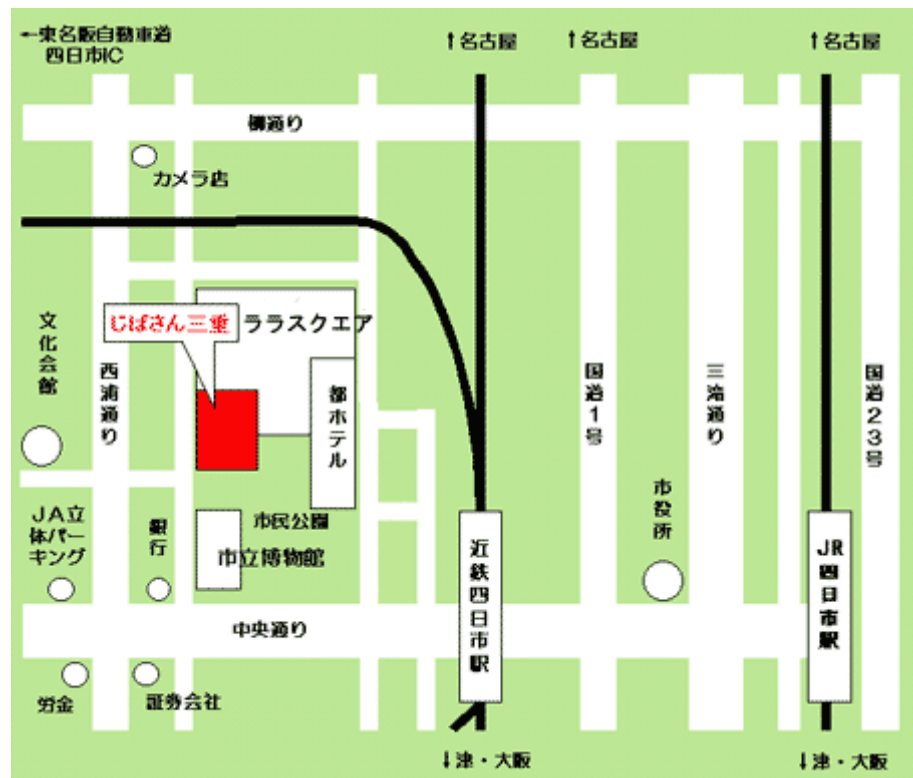 ←東名阪自動車道
四日市IC
↑名古屋
↑名古屋
↑名古屋
柳通り
カメラ店
じばさん三重
ララスクエア
文化会館
西浦通り
都ホテル
国道1号
三滝通り
国道23号
JA立
体パー
キング
銀行
市民公園
市立博物館
近鉄四日市駅
市役所
JR四日市駅
中央通り
労金
証券会社
↓津・大阪
↓津・大阪